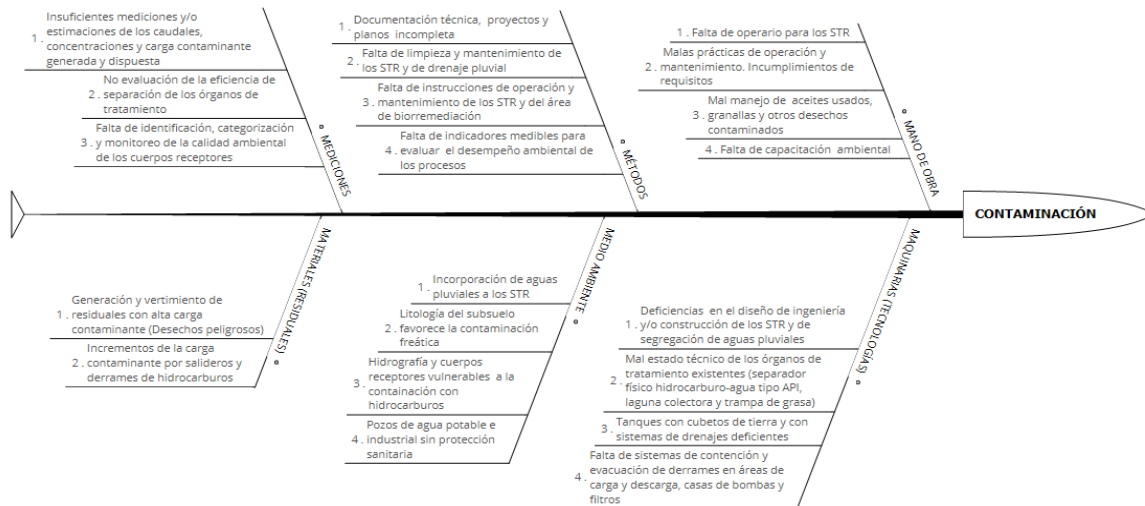 Insuficientes mediciones y/o
1 . estimaciones de los caudales,
concentraciones y carga contaminante
generada y dispuesta
No evaluación de la eficiencia de
2 . separación de los órganos de
tratamiento
Falta de identificación, categorización
3 . y monitoreo de la calidad ambiental
de los cuerpos receptores
MEDICIONES
Documentación técnica, proyectos y
1 . planos incompleta
Falta de limpieza y mantenimiento de
2 . los STR y de drenaje pluvial
Falta de instrucciones de operación y
3 . mantenimiento de los STR y del área
de biorremediación
Falta de indicadores medibles para
4 . evaluar el desempeño ambiental de
los procesos
MÉTODOS
1 . Falta de operario para los STR
Malas prácticas de operación y
2 . mantenimiento. Incumplimientos de
requisitos
Mal manejo de aceites usados,
3 . granallas y otros desechos
contaminados
4 . Falta de capacitación ambiental
MANO DE OBRA
CONTAMINACIÓN
MATERIALES (RESIDUALES)
Generación y vertimiento de
1 . residuales con alta carga
contaminante (Desechos peligrosos)
Incrementos de la carga
2 . contaminante por salideros y
derrames de hidrocarburos
MEDIO AMBIENTE
1 . Incorporación de aguas
pluviales a los STR
Litología del subsuelo
2 . favorece la contaminación
freática
Hidrografía y cuerpos
3 . receptores vulnerables a la
containación con
hidrocarburos
Pozos de agua potable e
4 . industrial sin protección
sanitaria
MAQUINARIAS (TECNOLOGÍAS)
Deficiencias en el diseño de ingeniería
1 . y/o construcción de los STR y de
segregación de aguas pluviales
Mal estado técnico de los órganos de
2 . tratamiento existentes (separador
físico hidrocarburo-agua tipo API,
laguna colectora y trampa de grasa)
3 . Tanques con cubetos de tierra y con
sistemas de drenajes deficientes
Falta de sistemas de contención y
4 . evacuación de derrames en áreas de
carga y descarga, casas de bombas y
filtros